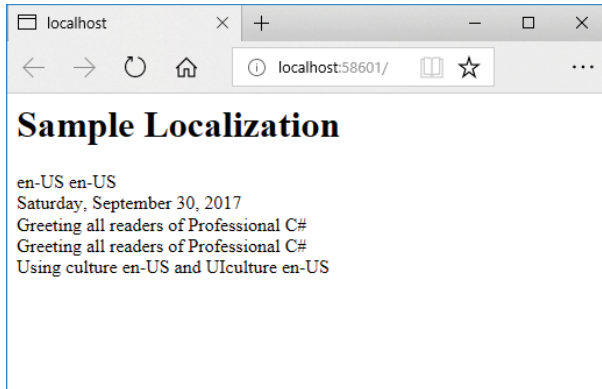 localhost
localhost:58601/
Sample Localization
en-US en-US
Saturday, September 30, 2017
Greeting all readers of Professional C#
Greeting all readers of Professional C#
Using culture en-US and UIculture en-US